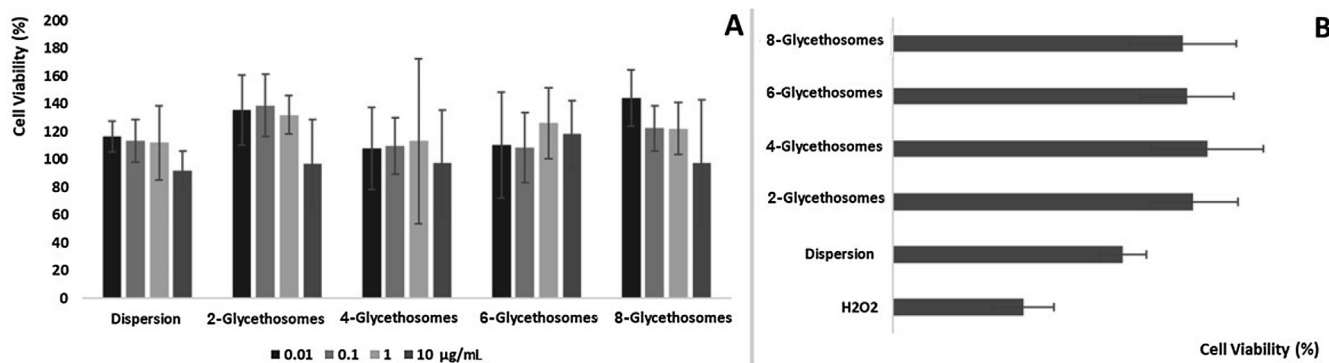 A
Cell Viability (%)
200
180
160
140
120
100
80
60
40
20
0
Dispersion 2-Glycethosomes 4-Glycethosomes 6-Glycethosomes 8-Glycethosomes
0.01 0.1 1 10 µg/mL
B
8-Glycethosomes
6-Glycethosomes
4-Glycethosomes
2-Glycethosomes
Dispersion
H2O2
Cell Viability (%)